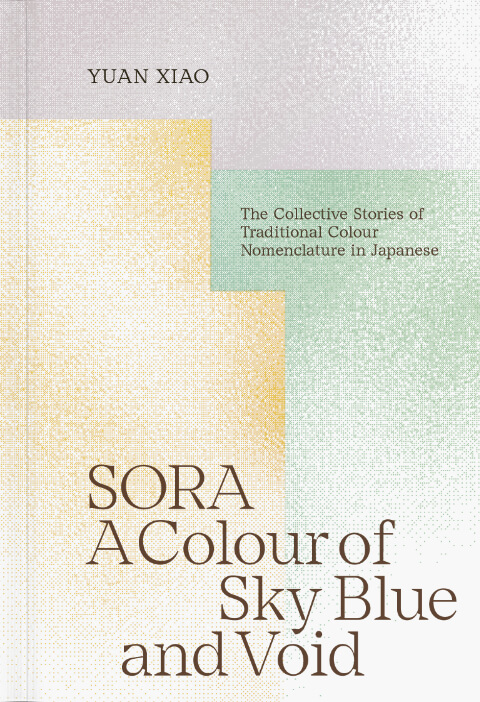 YUAN XIAO
The Collective Stories of
Traditional Colour
Nomenclature in Japanese
SORA
A Colour of
Sky Blue
and Void